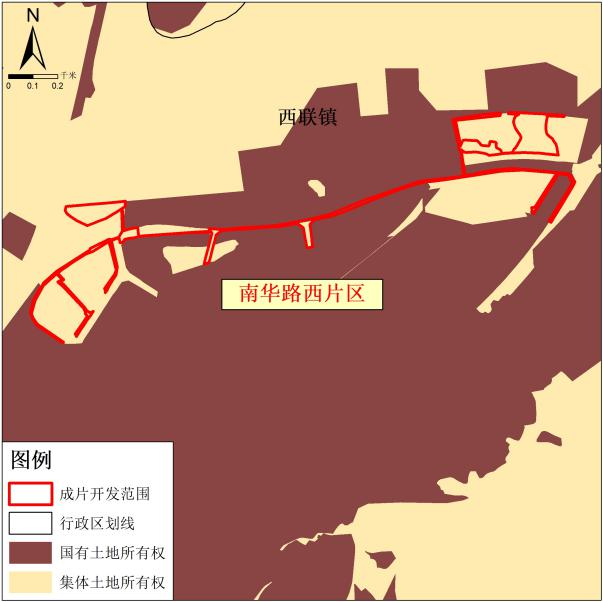 N
千米
0 0.1 0.2
西联镇
南华路西片区
图例
成片开发范围
行政区划线
国有土地所有权
集体土地所有权